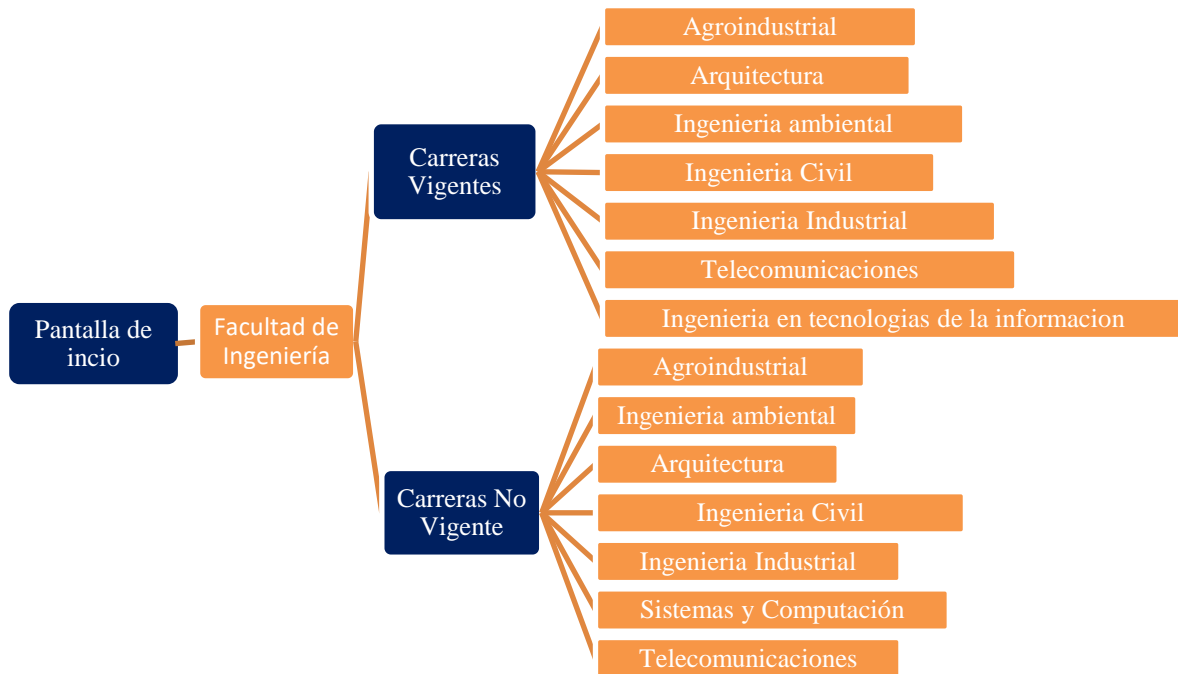 Pantalla de
incio
Facultad de
Ingeniería
Carreras
Vigentes
Agroindustrial
Arquitectura
Ingenieria ambiental
Ingenieria Civil
Ingenieria Industrial
Telecomunicaciones
Ingenieria en tecnologias de la informacion
Carreras No
Vigente
Agroindustrial
Ingenieria ambiental
Arquitectura
Ingenieria Civil
Ingenieria Industrial
Sistemas y Computación
Telecomunicaciones